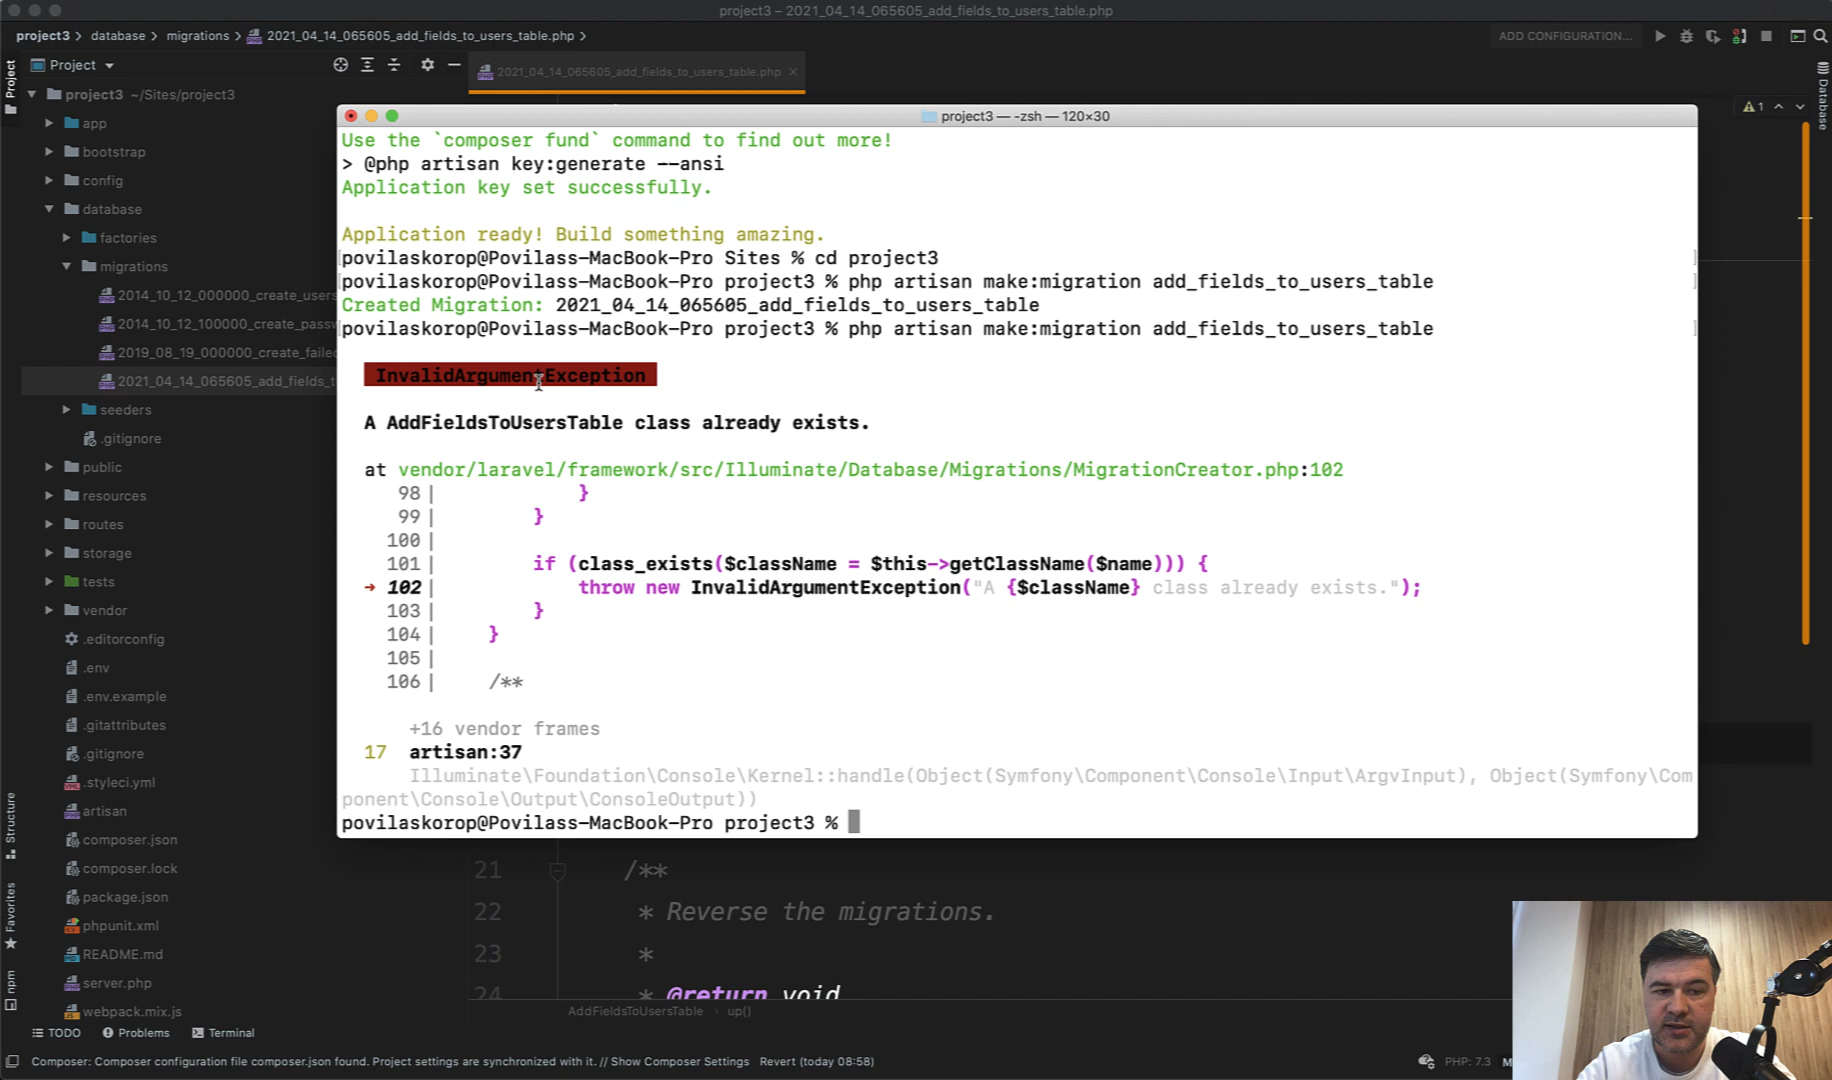 project3 – 2021_04_14_065605_add_fields_to_users_table.php
project3 > database > migrations > 2021_04_14_065605_add_fields_to_users_table.php >
ADD CONFIGURATION...
Project
2021_04_14_065605_add_fields_to_users_table.php
Project
Database
1
project3 ~/Sites/project3
app
bootstrap
config
database
factories
migrations
2014_10_12_000000_create_users
2014_10_12_100000_create_passw
2019_08_19_000000_create_failed
2021_04_14_065605_add_fields_t
seeders
.gitignore
public
resources
routes
storage
tests
vendor
.editorconfig
.env
.env.example
.gitattributes
.gitignore
.styleci.yml
artisan
composer.json
composer.lock
package.json
phpunit.xml
README.md
server.php
webpack.mix.js
Structure
Favorites
npm
project3 — -zsh — 120×30
Use the `composer fund` command to find out more!
> @php artisan key:generate --ansi
Application key set successfully.
Application ready! Build something amazing.
povilaskorop@Povilass-MacBook-Pro Sites % cd project3
povilaskorop@Povilass-MacBook-Pro project3 % php artisan make:migration add_fields_to_users_table
Created Migration: 2021_04_14_065605_add_fields_to_users_table
povilaskorop@Povilass-MacBook-Pro project3 % php artisan make:migration add_fields_to_users_table
InvalidArgumentException
A AddFieldsToUsersTable class already exists.
at vendor/laravel/framework/src/Illuminate/Database/Migrations/MigrationCreator.php:102
98| }
99| }
100|
101| if (class_exists($className = $this->getClassName($name))) {
→ 102| throw new InvalidArgumentException("A {$className} class already exists.");
103| }
104| }
105|
106| /**
+16 vendor frames
17 artisan:37
Illuminate\Foundation\Console\Kernel::handle(Object(Symfony\Component\Console\Input\ArgvInput), Object(Symfony\Com
ponent\Console\Output\ConsoleOutput))
povilaskorop@Povilass-MacBook-Pro project3 %
21 /**
22 * Reverse the migrations.
23 *
24 * @return void
AddFieldsToUsersTable > up()
TODO Problems Terminal
Composer: Composer configuration file composer.json found. Project settings are synchronized with it. // Show Composer Settings Revert (today 08:58)
PHP: 7.3